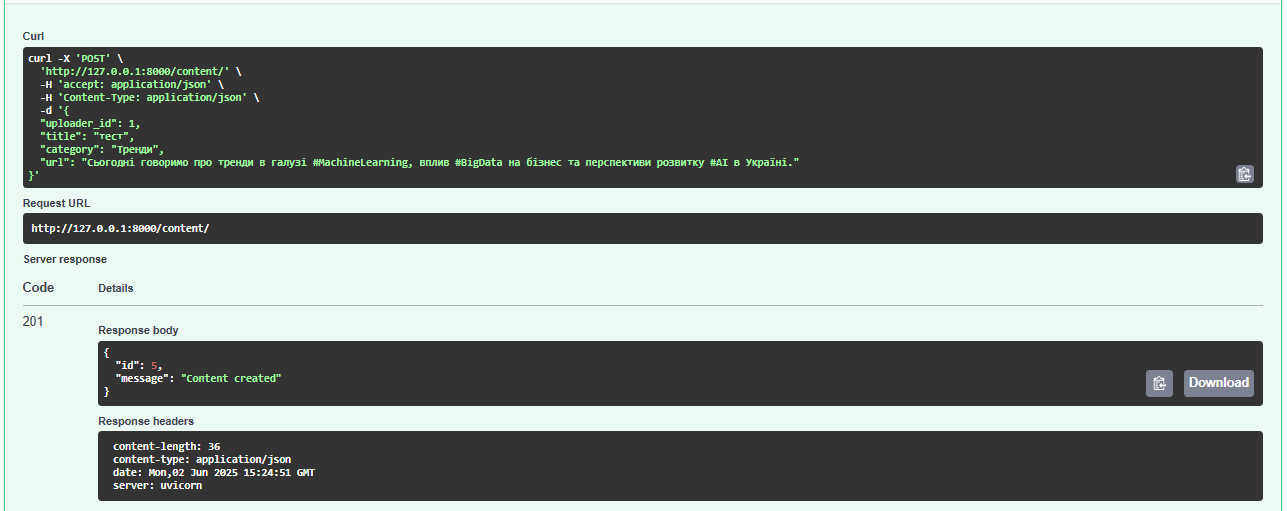 Curl
curl -X 'POST' \
  'http://127.0.0.1:8000/content/' \
  -H 'accept: application/json' \
  -H 'Content-Type: application/json' \
  -d '{
  "uploader_id": 1,
  "title": "тест",
  "category": "Тренди",
  "url": "Сьогодні говоримо про тренди в галузі #MachineLearning, вплив #BigData на бізнес та перспективи розвитку #AI в Україні."
}'
Request URL
http://127.0.0.1:8000/content/
Server response
Code Details
201
Response body
{
  "id": 5,
  "message": "Content created"
}
Download
Response headers
content-length: 36
content-type: application/json
date: Mon,02 Jun 2025 15:24:51 GMT
server: uvicorn